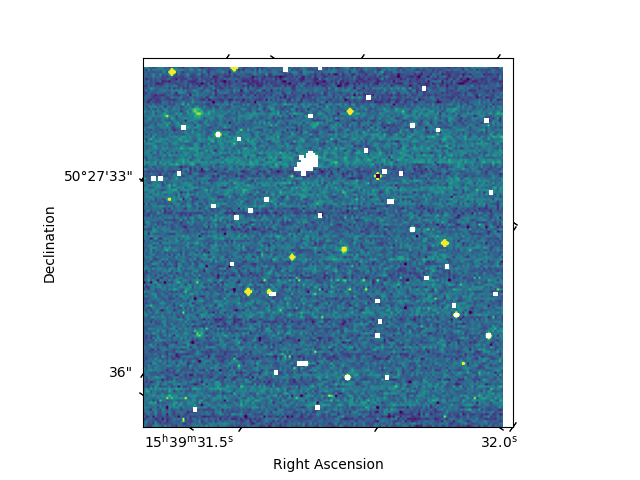 50°27'33"
Declination
36"
15ʰ39ᵐ31.5ˢ
32.0ˢ
Right Ascension